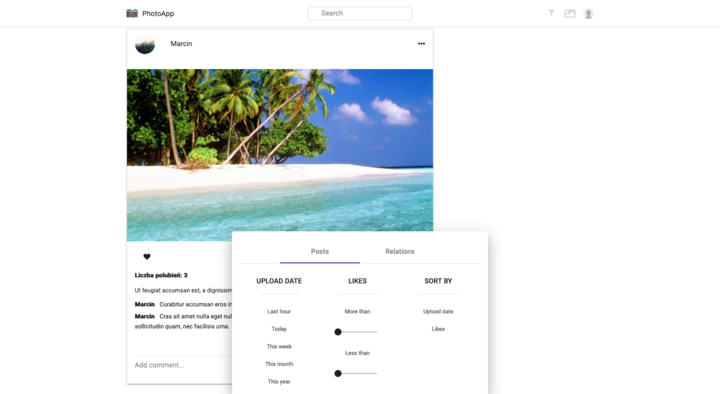 PhotoApp
Search
Marcin
Liczba polubień: 3
Ut feugiat accumsan est, a dignissim
Marcin Curabitur accumsan eros in
Marcin Cras sit amet nulla eget nul
sollicitudin quam, nec facilisis urna.
Add comment...
Posts
Relations
UPLOAD DATE
Last hour
Today
This week
This month
This year
LIKES
More than
Less than
SORT BY
Upload date
Likes